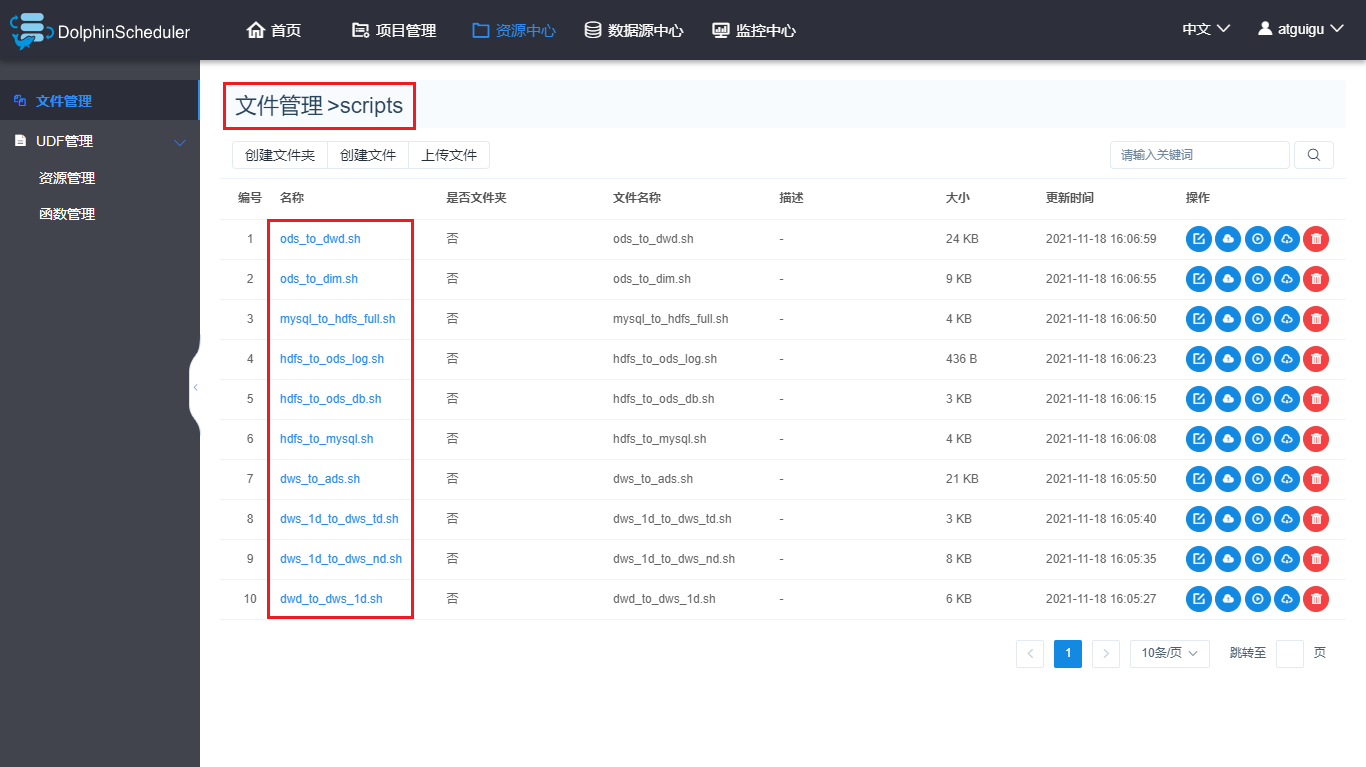 DolphinScheduler 首页 项目管理 资源中心 数据源中心 监控中心 中文 atguigu
文件管理
UDF管理
资源管理
函数管理
文件管理 >scripts
创建文件夹 创建文件 上传文件 请输入关键词
编号 名称 是否文件夹 文件名称 描述 大小 更新时间 操作
1 ods_to_dwd.sh 否 ods_to_dwd.sh - 24 KB 2021-11-18 16:06:59
2 ods_to_dim.sh 否 ods_to_dim.sh - 9 KB 2021-11-18 16:06:55
3 mysql_to_hdfs_full.sh 否 mysql_to_hdfs_full.sh - 4 KB 2021-11-18 16:06:50
4 hdfs_to_ods_log.sh 否 hdfs_to_ods_log.sh - 436 B 2021-11-18 16:06:23
5 hdfs_to_ods_db.sh 否 hdfs_to_ods_db.sh - 3 KB 2021-11-18 16:06:15
6 hdfs_to_mysql.sh 否 hdfs_to_mysql.sh - 4 KB 2021-11-18 16:06:08
7 dws_to_ads.sh 否 dws_to_ads.sh - 21 KB 2021-11-18 16:05:50
8 dws_1d_to_dws_td.sh 否 dws_1d_to_dws_td.sh - 3 KB 2021-11-18 16:05:40
9 dws_1d_to_dws_nd.sh 否 dws_1d_to_dws_nd.sh - 8 KB 2021-11-18 16:05:35
10 dwd_to_dws_1d.sh 否 dwd_to_dws_1d.sh - 6 KB 2021-11-18 16:05:27
1 10条/页 跳转至 页